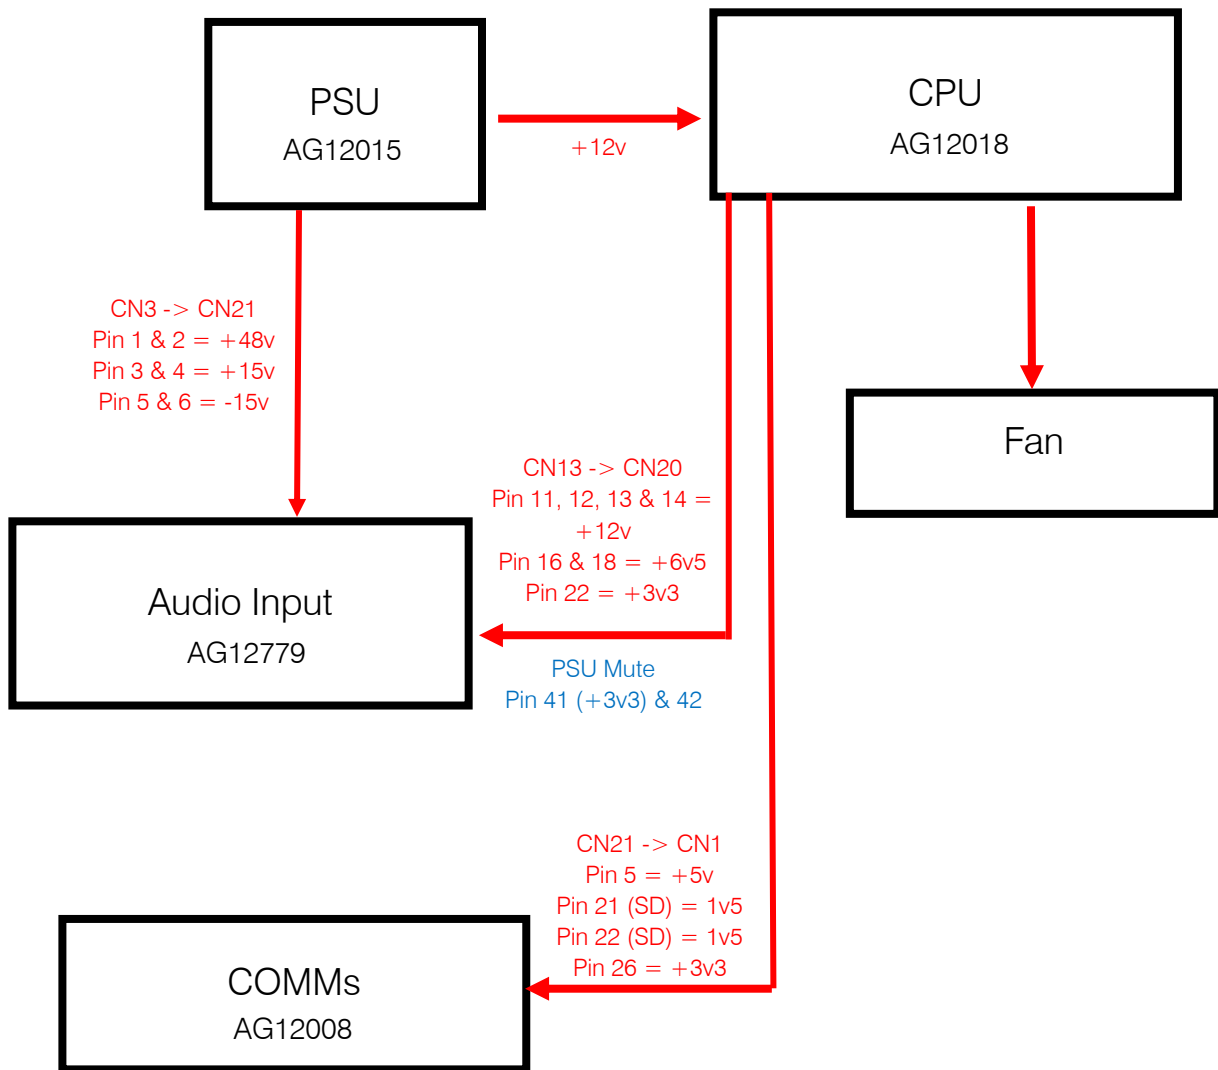 PSU
AG12015
+12v
CPU
AG12018
CN3 -> CN21
Pin 1 & 2 = +48v
Pin 3 & 4 = +15v
Pin 5 & 6 = -15v
Fan
CN13 -> CN20
Pin 11, 12, 13 & 14 =
+12v
Pin 16 & 18 = +6v5
Pin 22 = +3v3
Audio Input
AG12779
PSU Mute
Pin 41 (+3v3) & 42
CN21 -> CN1
Pin 5 = +5v
Pin 21 (SD) = 1v5
Pin 22 (SD) = 1v5
Pin 26 = +3v3
COMMs
AG12008